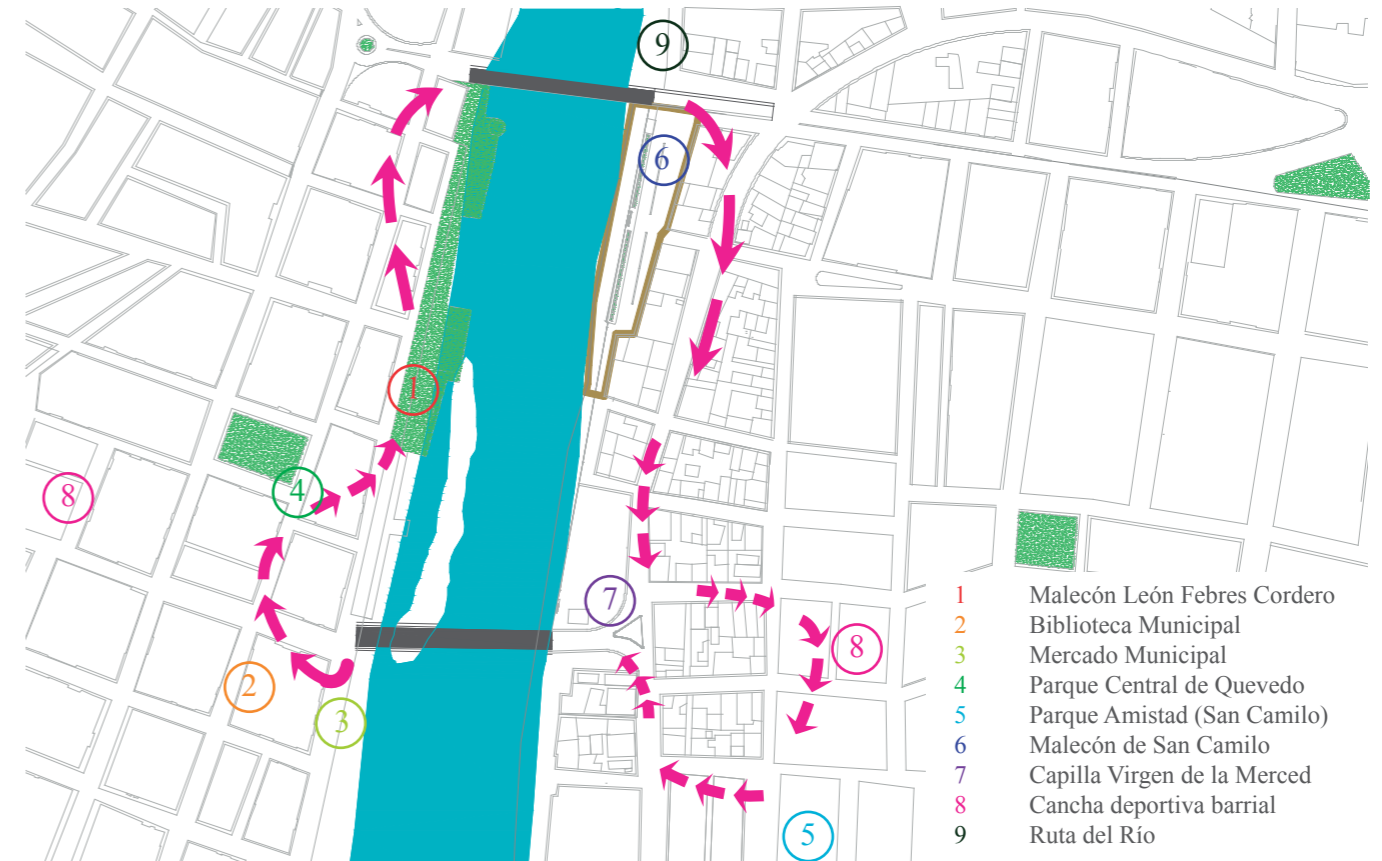 9
6
1
4
8
7
8
2
3
5
1 Malecón León Febres Cordero
2 Biblioteca Municipal
3 Mercado Municipal
4 Parque Central de Quevedo
5 Parque Amistad (San Camilo)
6 Malecón de San Camilo
7 Capilla Virgen de la Merced
8 Cancha deportiva barrial
9 Ruta del Río